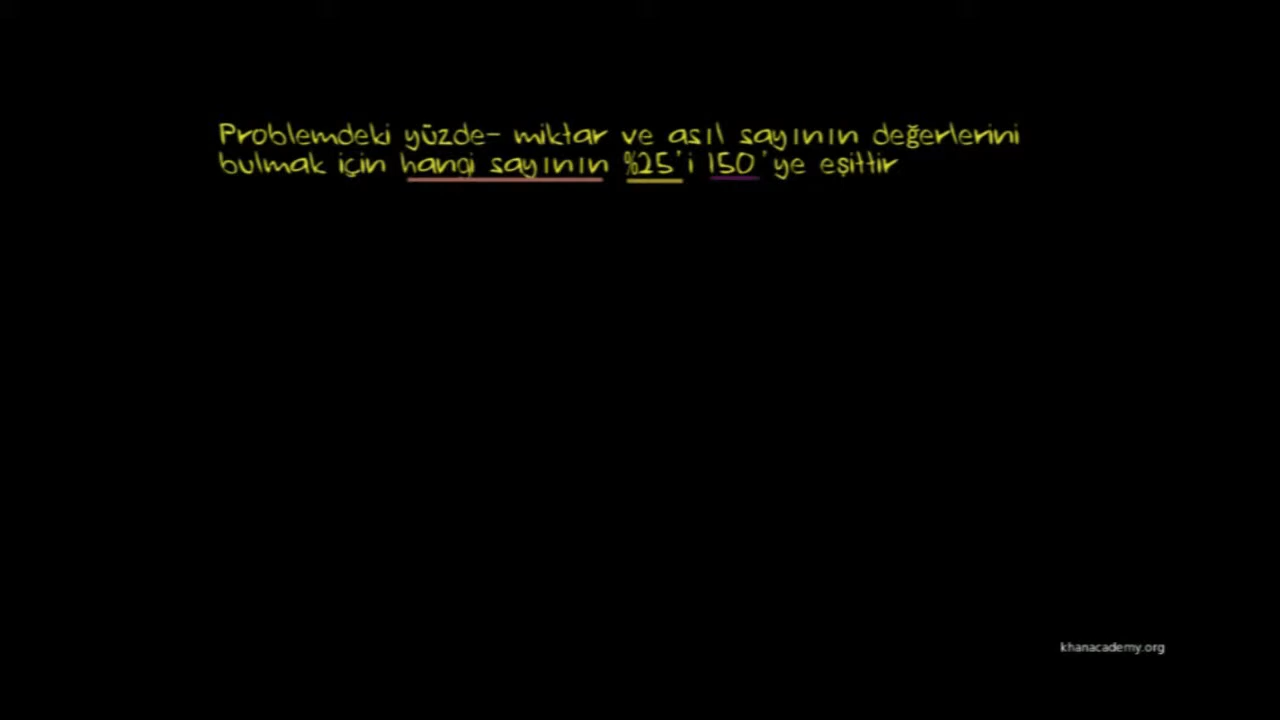 Problemdeki yüzde- miktar ve asıl sayının değerlerini
bulmak için hangi sayının %25'i 150'ye eşittir
khanacademy.org